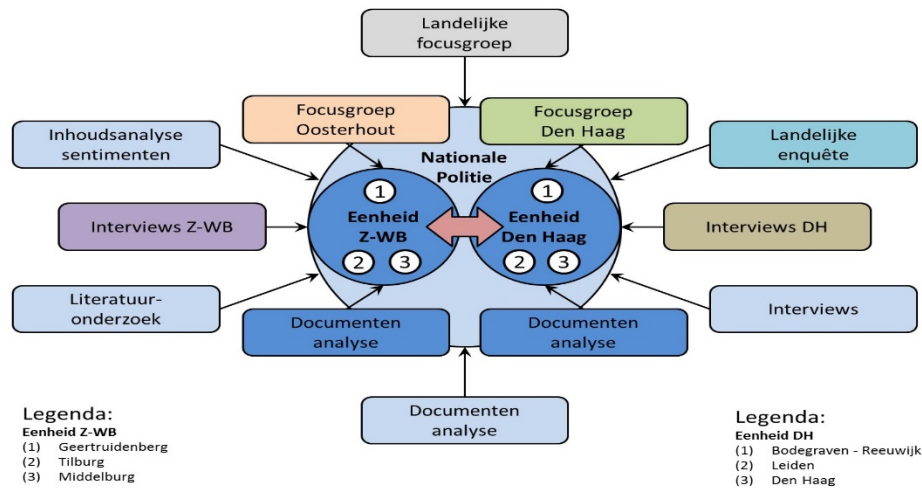 Landelijke
focusgroep
Focusgroep
Oosterhout
Focusgroep
Den Haag
Inhoudsanalyse
sentimenten
Nationale
Politie
Landelijke
enquête
Interviews Z-WB
1
Eenheid
Z-WB
2 3
1
Eenheid
Den Haag
2 3
Interviews DH
Literatuur-
onderzoek
Documenten
analyse
Documenten
analyse
Interviews
Documenten
analyse
Legenda:
Eenheid Z-WB
(1) Geertruidenberg
(2) Tilburg
(3) Middelburg
Legenda:
Eenheid DH
(1) Bodegraven - Reeuwijk
(2) Leiden
(3) Den Haag